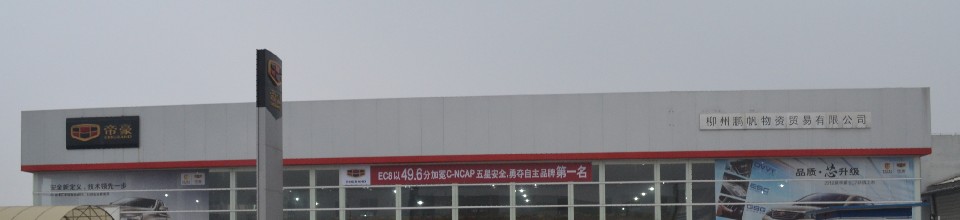 帝豪
柳州鹏帆物资贸易有限公司
EC8以49.6分加冕C-NCAP五星安全,勇夺自主品牌第一名
品质·芯升级